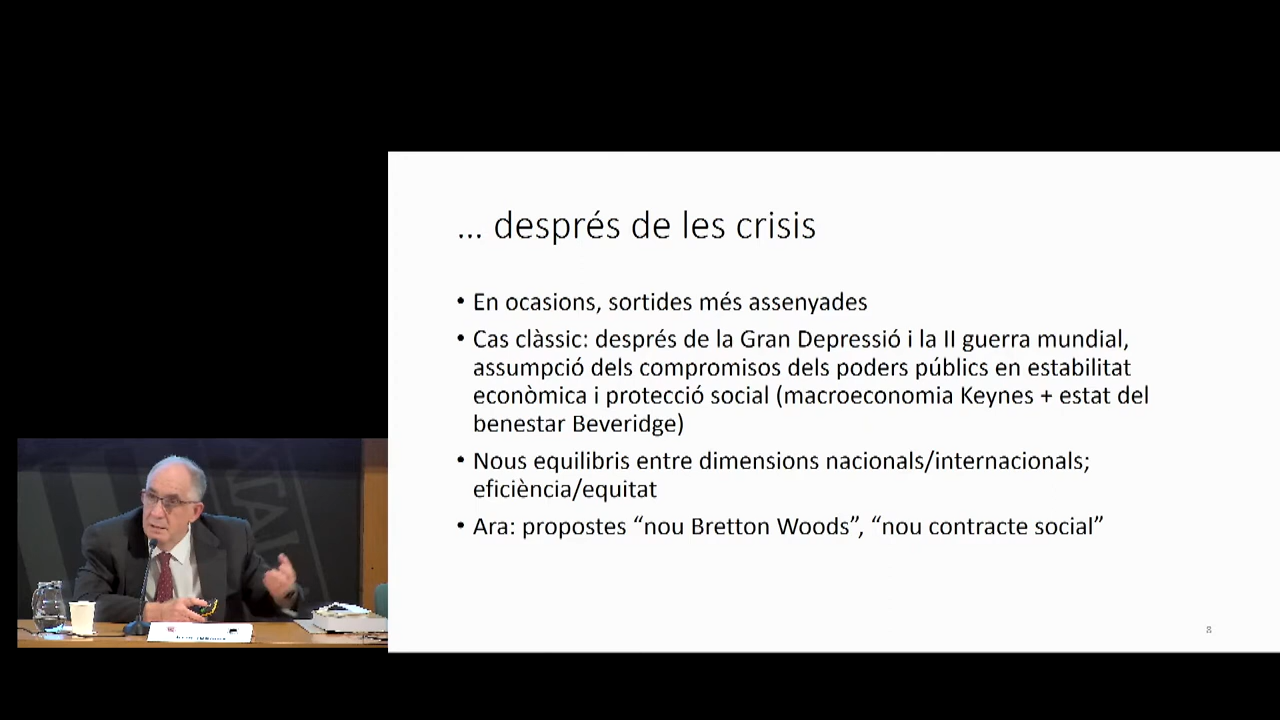 ... després de les crisis
• En ocasions, sortides més assenyades
• Cas clàssic: després de la Gran Depressió i la II guerra mundial,
assumpció dels compromisos dels poders públics en estabilitat
econòmica i protecció social (macroeconomia Keynes + estat del
benestar Beveridge)
• Nous equilibris entre dimensions nacionals/internacionals;
eficiència/equitat
• Ara: propostes “nou Bretton Woods”, “nou contracte social”